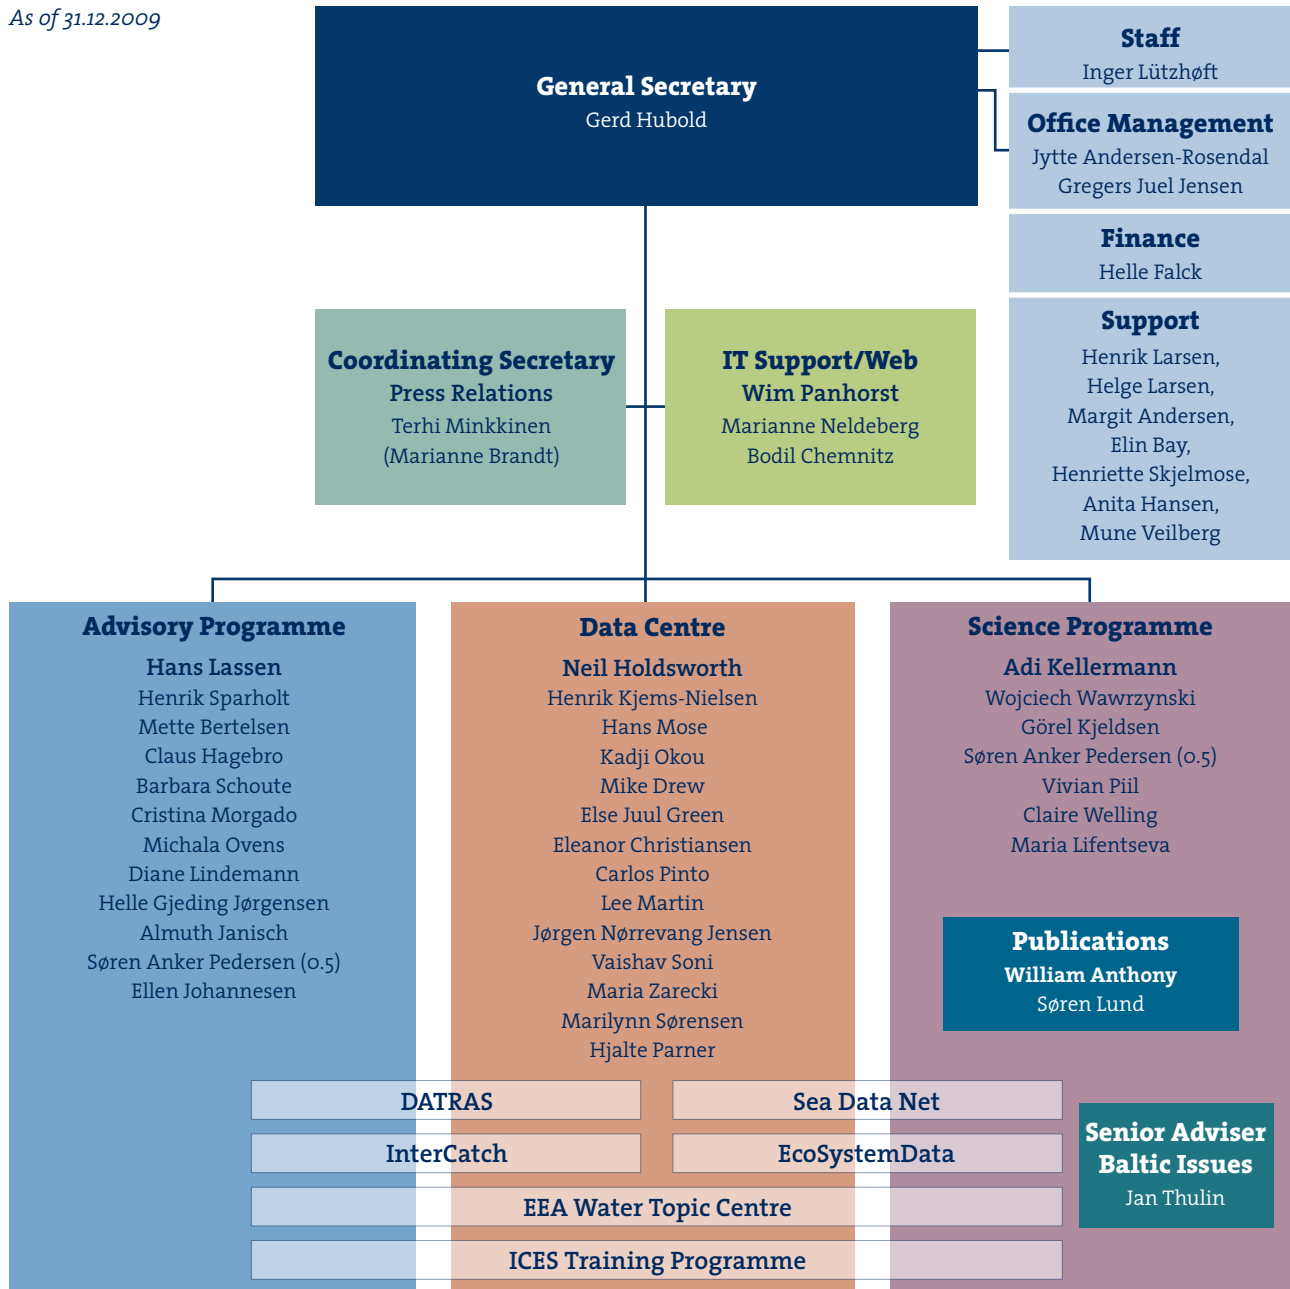 As of 31.12.2009
General Secretary
Gerd Hubold
Staff
Inger Lützhøft
Office Management
Jytte Andersen-Rosendal
Gregers Juel Jensen
Finance
Helle Falck
Support
Henrik Larsen,
Helge Larsen,
Margit Andersen,
Elin Bay,
Henriette Skjelmose,
Anita Hansen,
Mune Veilberg
Coordinating Secretary
Press Relations
Terhi Minkkinen
(Marianne Brandt)
IT Support/Web
Wim Panhorst
Marianne Neldeberg
Bodil Chemnitz
Advisory Programme
Hans Lassen
Henrik Sparholt
Mette Bertelsen
Claus Hagebro
Barbara Schoute
Cristina Morgado
Michala Ovens
Diane Lindemann
Helle Gjeding Jørgensen
Almuth Janisch
Søren Anker Pedersen (0.5)
Ellen Johannesen
Data Centre
Neil Holdsworth
Henrik Kjems-Nielsen
Hans Mose
Kadji Okou
Mike Drew
Else Juul Green
Eleanor Christiansen
Carlos Pinto
Lee Martin
Jørgen Nørrevang Jensen
Vaishav Soni
Maria Zarecki
Marilynn Sørensen
Hjalte Parner
Science Programme
Adi Kellermann
Wojciech Wawrzynski
Görel Kjeldsen
Søren Anker Pedersen (0.5)
Vivian Piil
Claire Welling
Maria Lifentseva
Publications
William Anthony
Søren Lund
DATRAS
Sea Data Net
InterCatch
EcoSystemData
EEA Water Topic Centre
ICES Training Programme
Senior Adviser
Baltic Issues
Jan Thulin